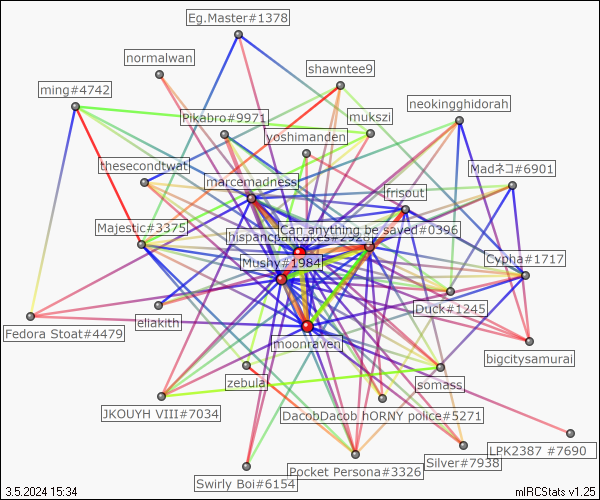 Eg.Master#1378
normalwan
shawntee9
ming#4742
neokingghidorah
Pikabro#9971
mukszi
yoshimanden
thesecondtwat
Madネコ#6901
marcemadness
frisout
Majestic#3375
Can anything be saved#0396
hispancpancakes#2923
Mushy#1984
Cypha#1717
Duck#1245
eliakith
Fedora Stoat#4479
moonraven
bigcitysamurai
zebulai
somass
JKOUYH VIII#7034
DacobDacob hORNY police#5271
LPK2387 #7690
Silver#7938
Pocket Persona#3326
Swirly Boi#6154
3.5.2024 15:34
mIRCStats v1.25